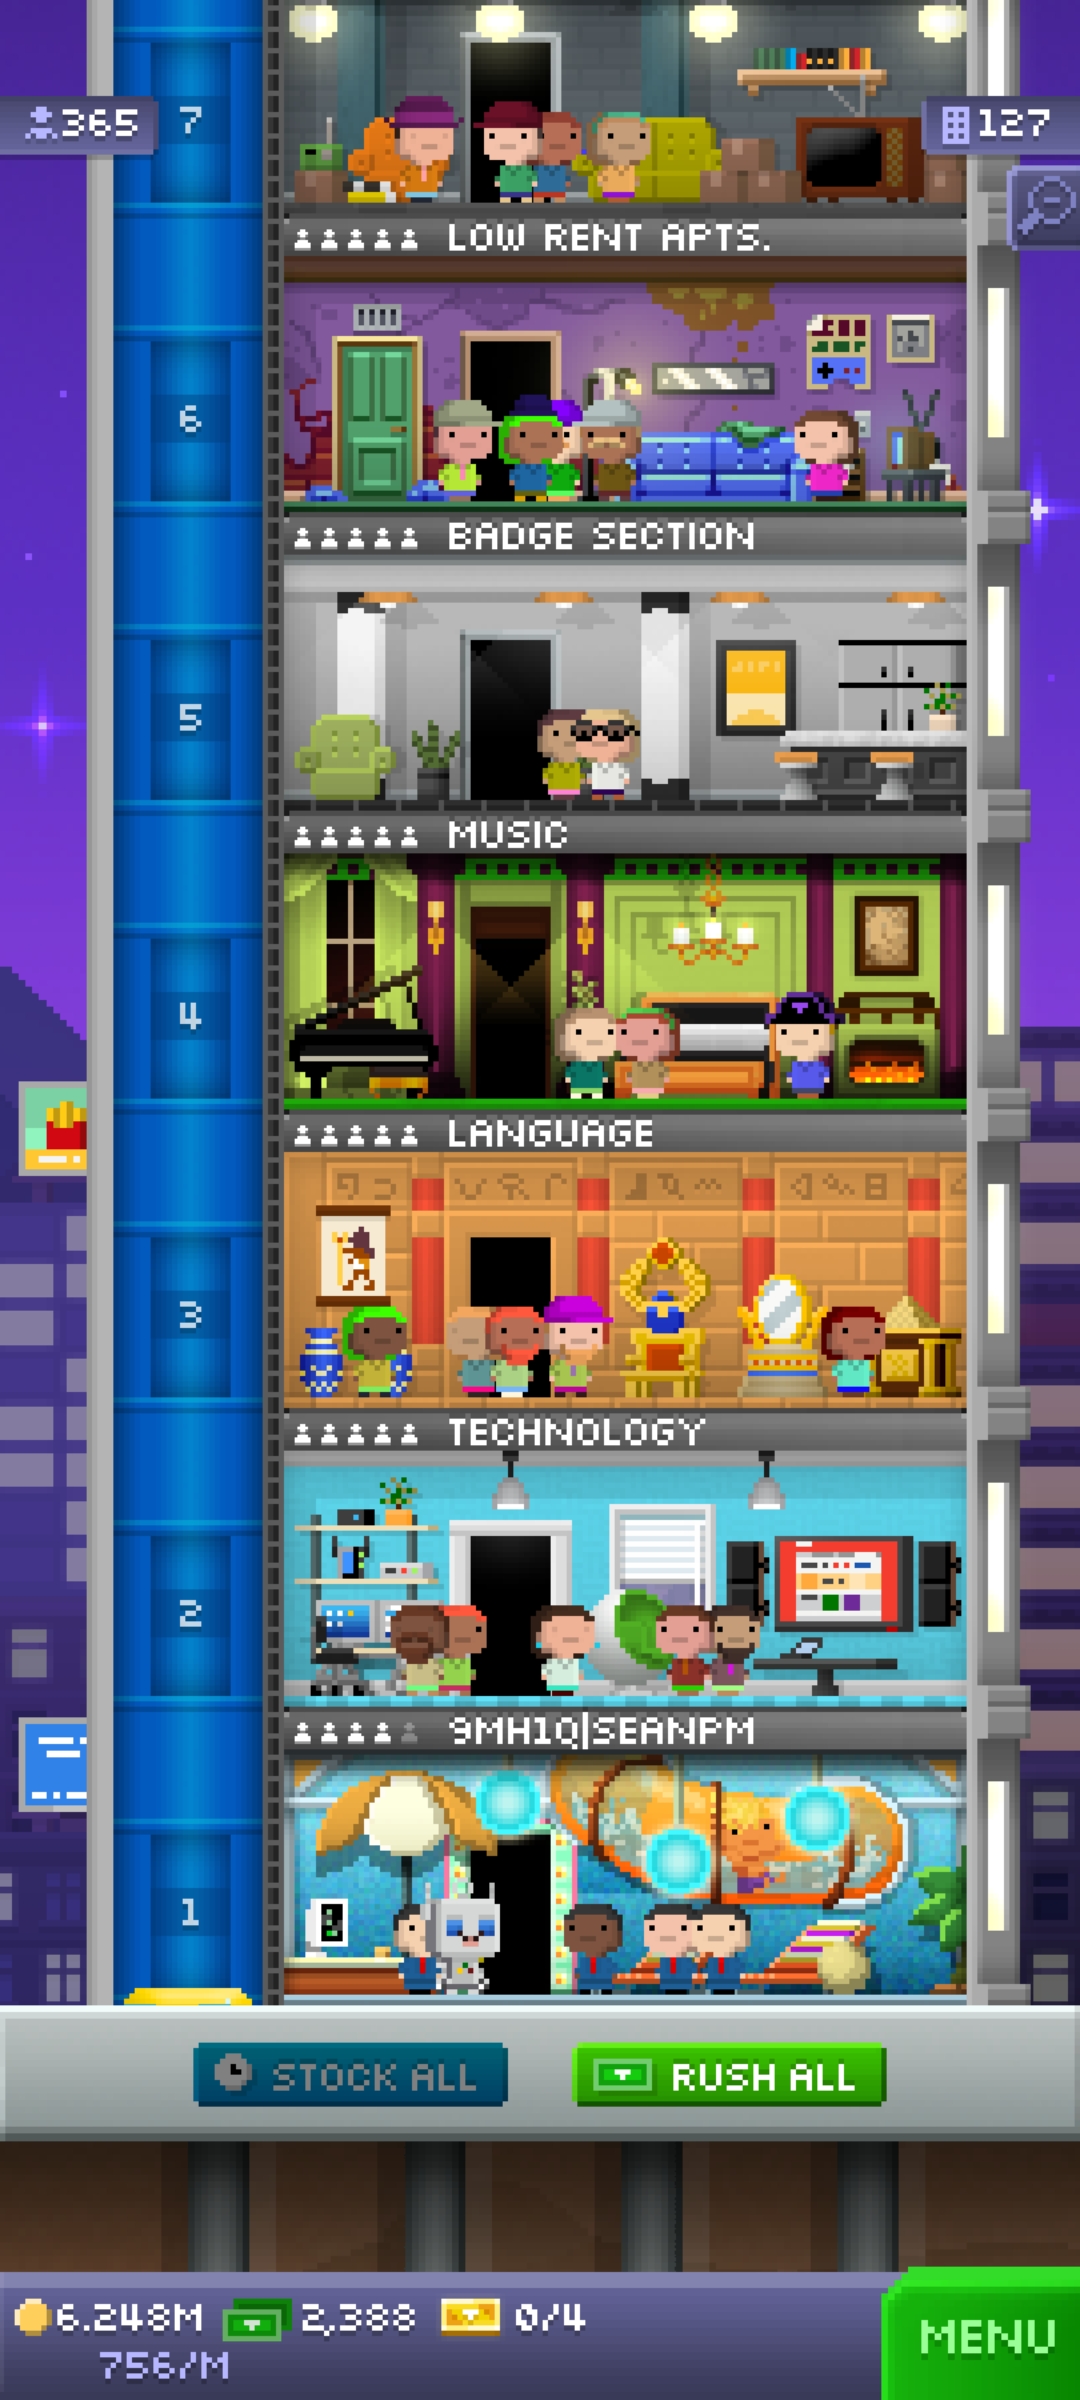 365
7
127
LOW RENT APTS.
6
BADGE SECTION
5
MUSIC
4
LANGUAGE
3
TECHNOLOGY
2
9MH1Q|SEANPM
1
STOCK ALL
RUSH ALL
6.248M
2,388
0/4
756/M
MENU